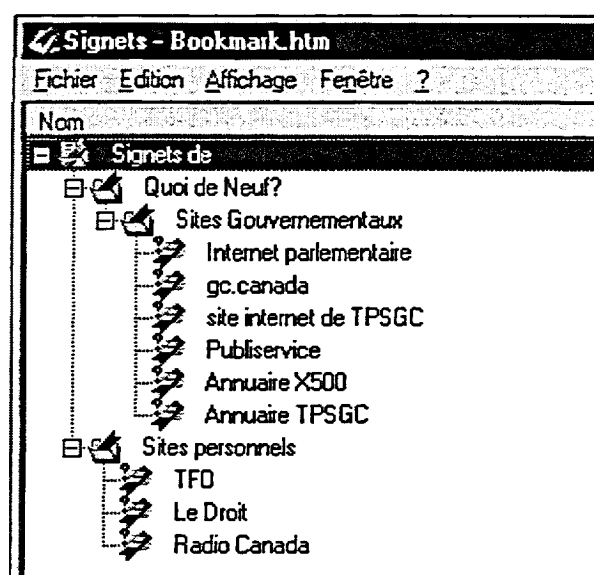 Signets - Bookmark.htm
Fichier Edition Affichage Fenêtre ?
Nom
Signets de
Quoi de Neuf?
Sites Gouvernementaux
Internet parlementaire
gc.canada
site internet de TPSGC
Publiservice
Annuaire X500
Annuaire TPSGC
Sites personnels
TFO
Le Droit
Radio Canada